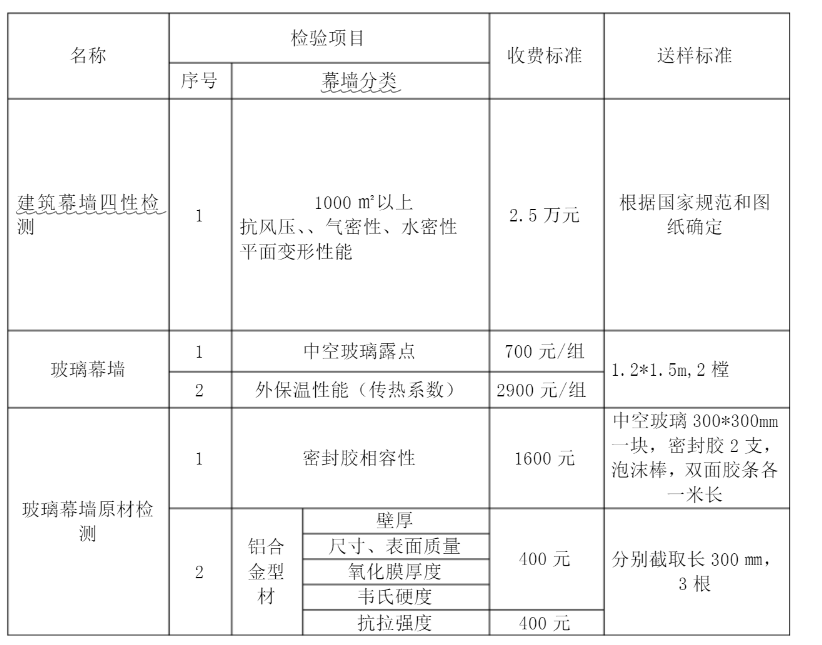 名称
检验项目
收费标准
送样标准
序号
幕墙分类
建筑幕墙四性检
测
1
1000 ㎡以上
抗风压、、气密性、水密性
平面变形性能
2.5 万元
根据国家规范和图
纸确定
玻璃幕墙
1
中空玻璃露点
700 元/组
1.2*1.5m,2 樘
2
外保温性能（传热系数）
2900 元/组
玻璃幕墙原材检
测
1
密封胶相容性
1600 元
中空玻璃 300*300mm
一块，密封胶 2 支，
泡沫棒，双面胶条各
一米长
2
铝合
金型
材
壁厚
尺寸、表面质量
氧化膜厚度
韦氏硬度
400 元
分别截取长 300 ㎜，
3 根
抗拉强度
400 元